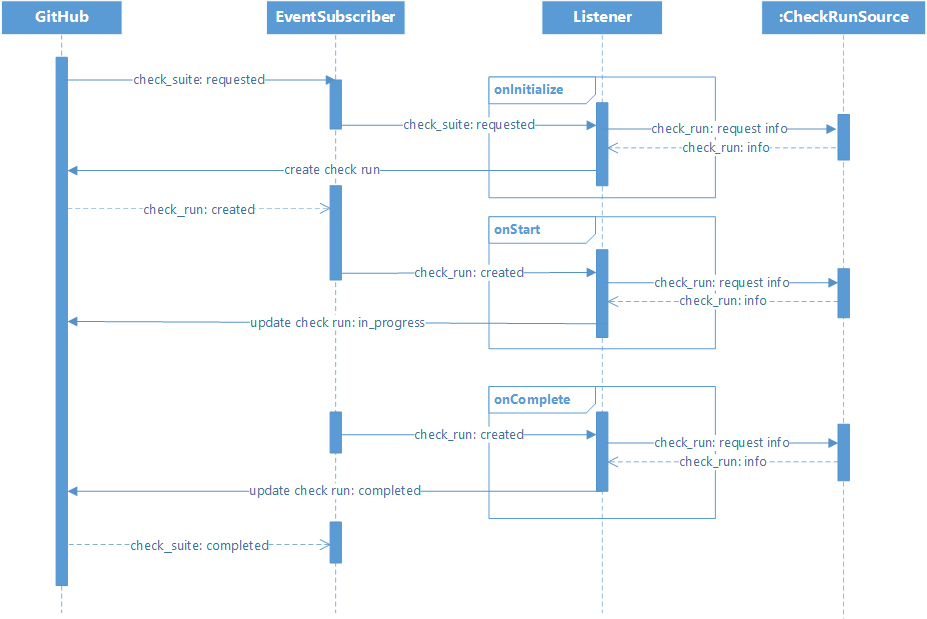 GitHub
EventSubscriber
Listener
:CheckRunSource
check_suite: requested
onInitialize
check_suite: requested
check_run: request info
check_run: info
create check run
check_run: created
onStart
check_run: created
check_run: request info
check_run: info
update check run: in_progress
onComplete
check_run: created
check_run: request info
check_run: info
update check run: completed
check_suite: completed